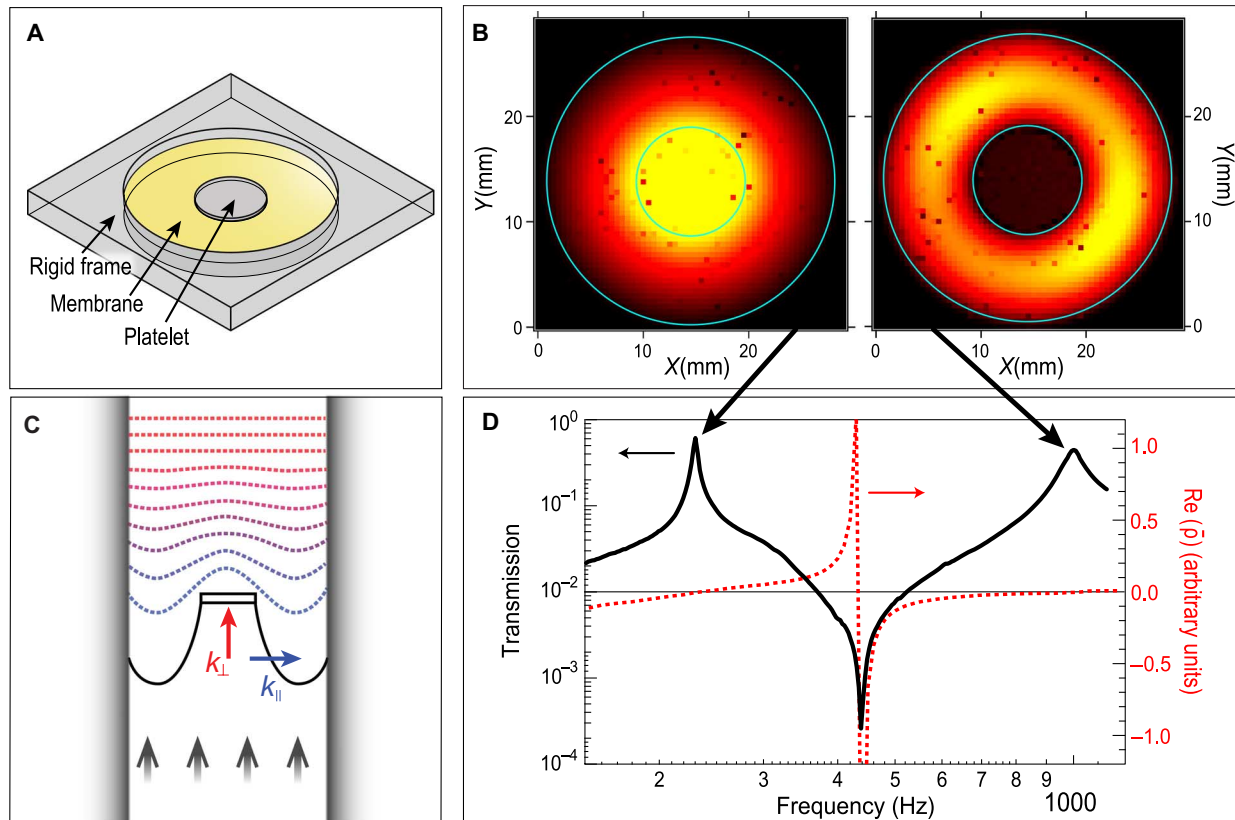 A
Rigid frame
Membrane
Platelet
B
Y(mm)
20
10
0
0
10
20
X(mm)
0
10
20
X(mm)
20
10
0
Y(mm)
C
k⊥
k||
D
Transmission
10⁰
10⁻¹
10⁻²
10⁻³
10⁻⁴
2
3
4
5
6
7
8
9
1000
Frequency (Hz)
1.0
0.5
0.0
−0.5
−1.0
Re (ρ̄) (arbitrary units)